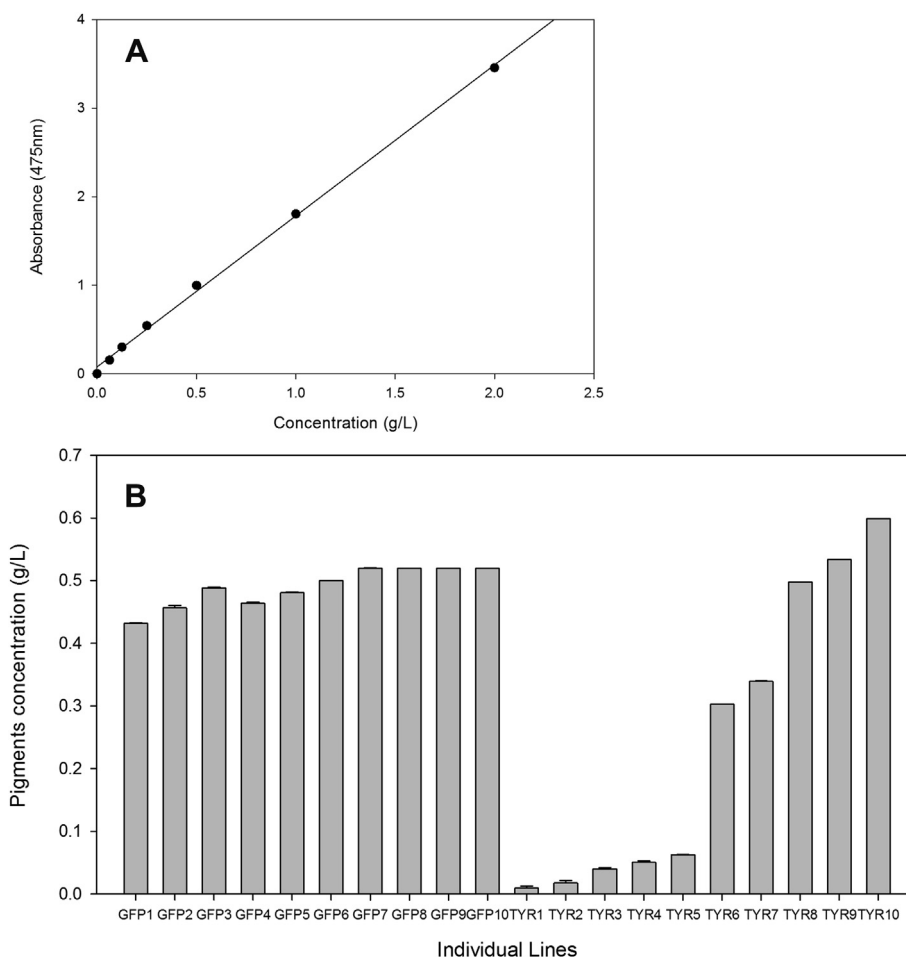 A
4
3
2
1
0
Absorbance (475nm)
0.0 0.5 1.0 1.5 2.0 2.5
Concentration (g/L)
B
0.7
0.6
0.5
0.4
0.3
0.2
0.1
0.0
Pigments concentration (g/L)
GFP1 GFP2 GFP3 GFP4 GFP5 GFP6 GFP7 GFP8 GFP9 GFP10 TYR1 TYR2 TYR3 TYR4 TYR5 TYR6 TYR7 TYR8 TYR9 TYR10
Individual Lines